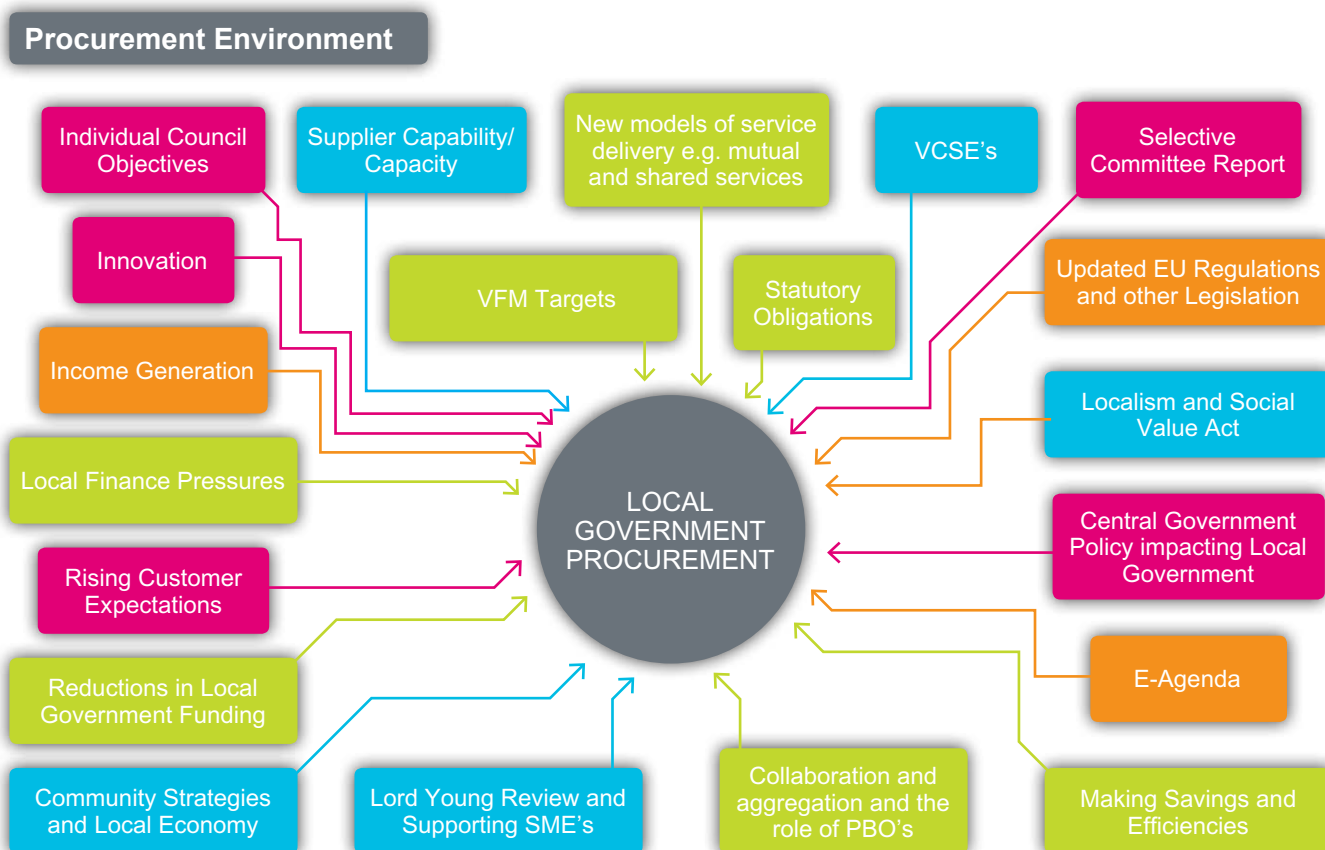 Procurement Environment
Individual Council
Objectives
Supplier Capability/
Capacity
New models of service
delivery e.g. mutual
and shared services
VCSE's
Selective
Committee Report
Innovation
VFM Targets
Statutory
Obligations
Updated EU Regulations
and other Legislation
Income Generation
Localism and Social
Value Act
Local Finance Pressures
LOCAL
GOVERNMENT
PROCUREMENT
Central Government
Policy impacting Local
Government
Rising Customer
Expectations
Reductions in Local
Government Funding
E-Agenda
Community Strategies
and Local Economy
Lord Young Review and
Supporting SME's
Collaboration and
aggregation and the
role of PBO's
Making Savings and
Efficiencies